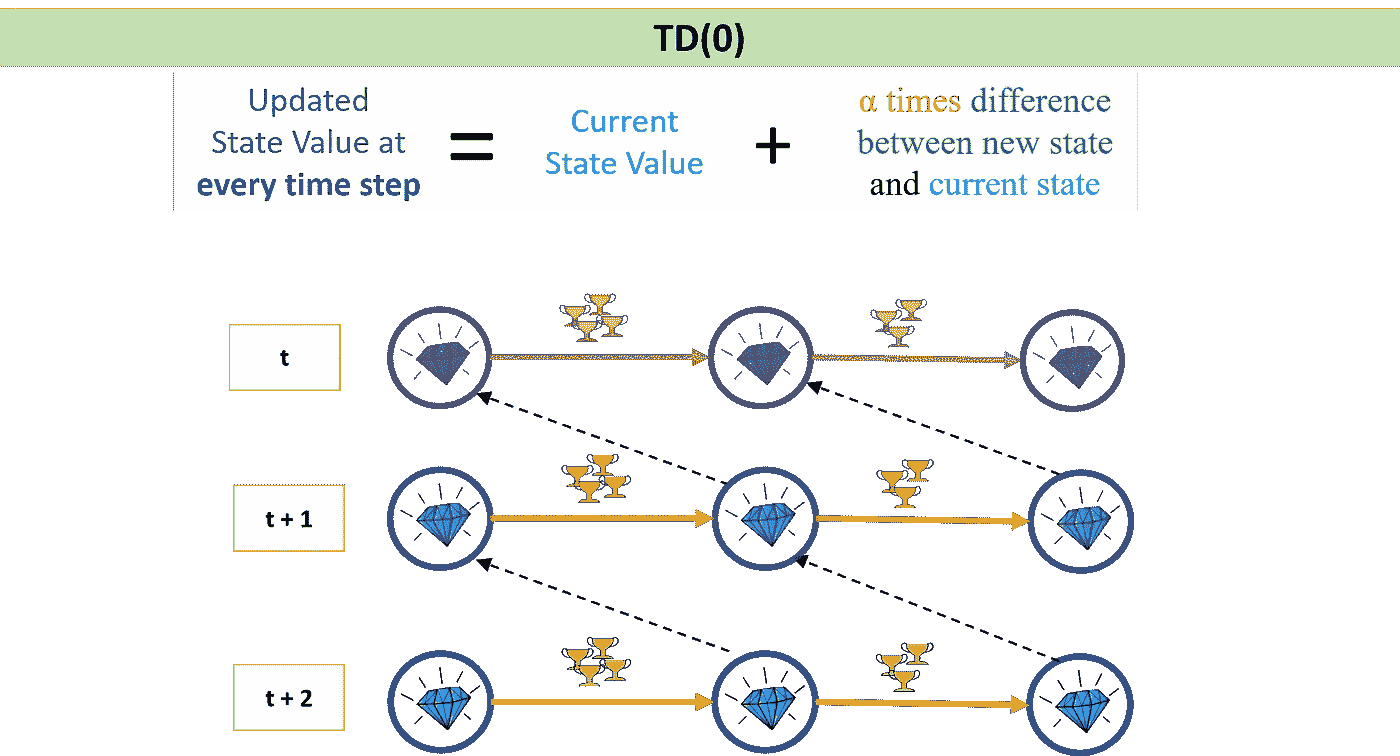 TD(0)
Updated
State Value at
every time step
=
Current
State Value
+
α times difference
between new state
and current state
t
t + 1
t + 2